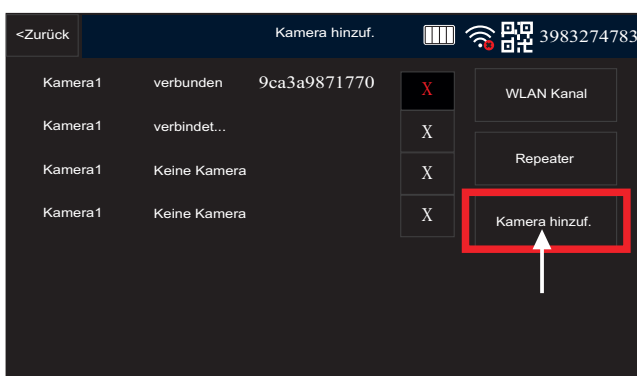 <Zurück Kamera hinzuf. 3983274783
Kamera1 verbunden 9ca3a9871770 X WLAN Kanal
Kamera1 verbindet... X
Repeater
Kamera1 Keine Kamera X
Kamera1 Keine Kamera X Kamera hinzuf.